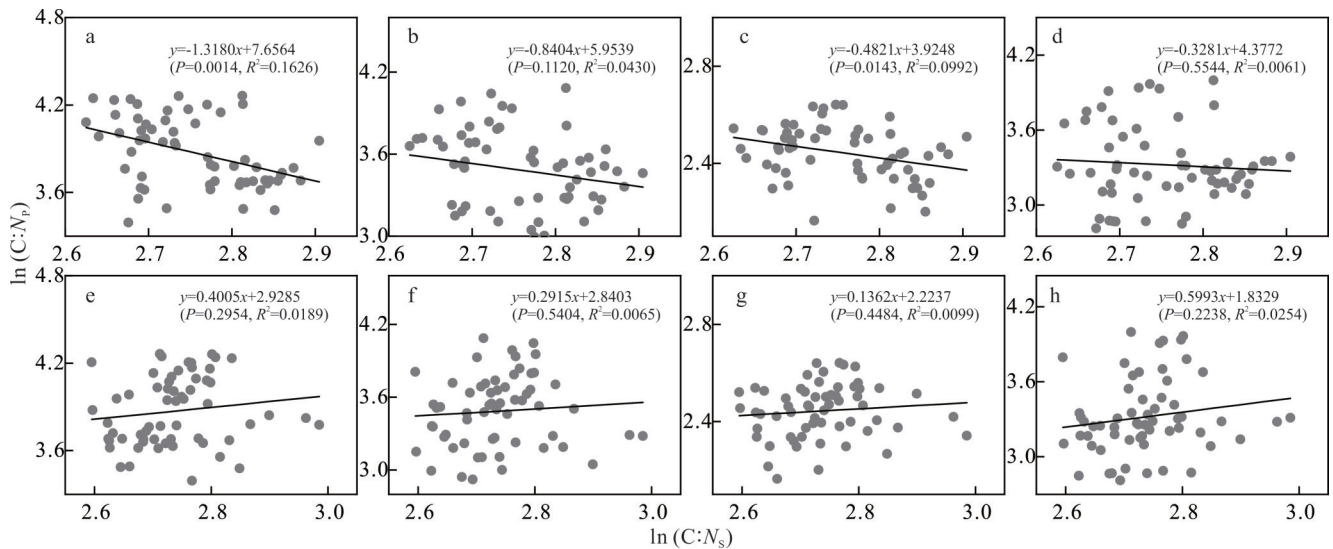 4.8
4.2
3.6
a
y=-1.3180x+7.6564
(P=0.0014, R²=0.1626)
2.6 2.7 2.8 2.9
4.2
3.6
3.0
b
y=-0.8404x+5.9539
(P=0.1120, R²=0.0430)
2.6 2.7 2.8 2.9
2.8
2.4
c
y=-0.4821x+3.9248
(P=0.0143, R²=0.0992)
2.6 2.7 2.8 2.9
4.2
3.6
3.0
d
y=-0.3281x+4.3772
(P=0.5544, R²=0.0061)
2.6 2.7 2.8 2.9
ln (C∶Nₚ)
4.8
4.2
3.6
e
y=0.4005x+2.9285
(P=0.2954, R²=0.0189)
2.6 2.8 3.0
4.2
3.6
3.0
f
y=0.2915x+2.8403
(P=0.5404, R²=0.0065)
2.6 2.8 3.0
2.8
2.4
g
y=0.1362x+2.2237
(P=0.4484, R²=0.0099)
2.6 2.8 3.0
4.2
3.6
3.0
h
y=0.5993x+1.8329
(P=0.2238, R²=0.0254)
2.6 2.8 3.0
ln (C∶Nₛ)